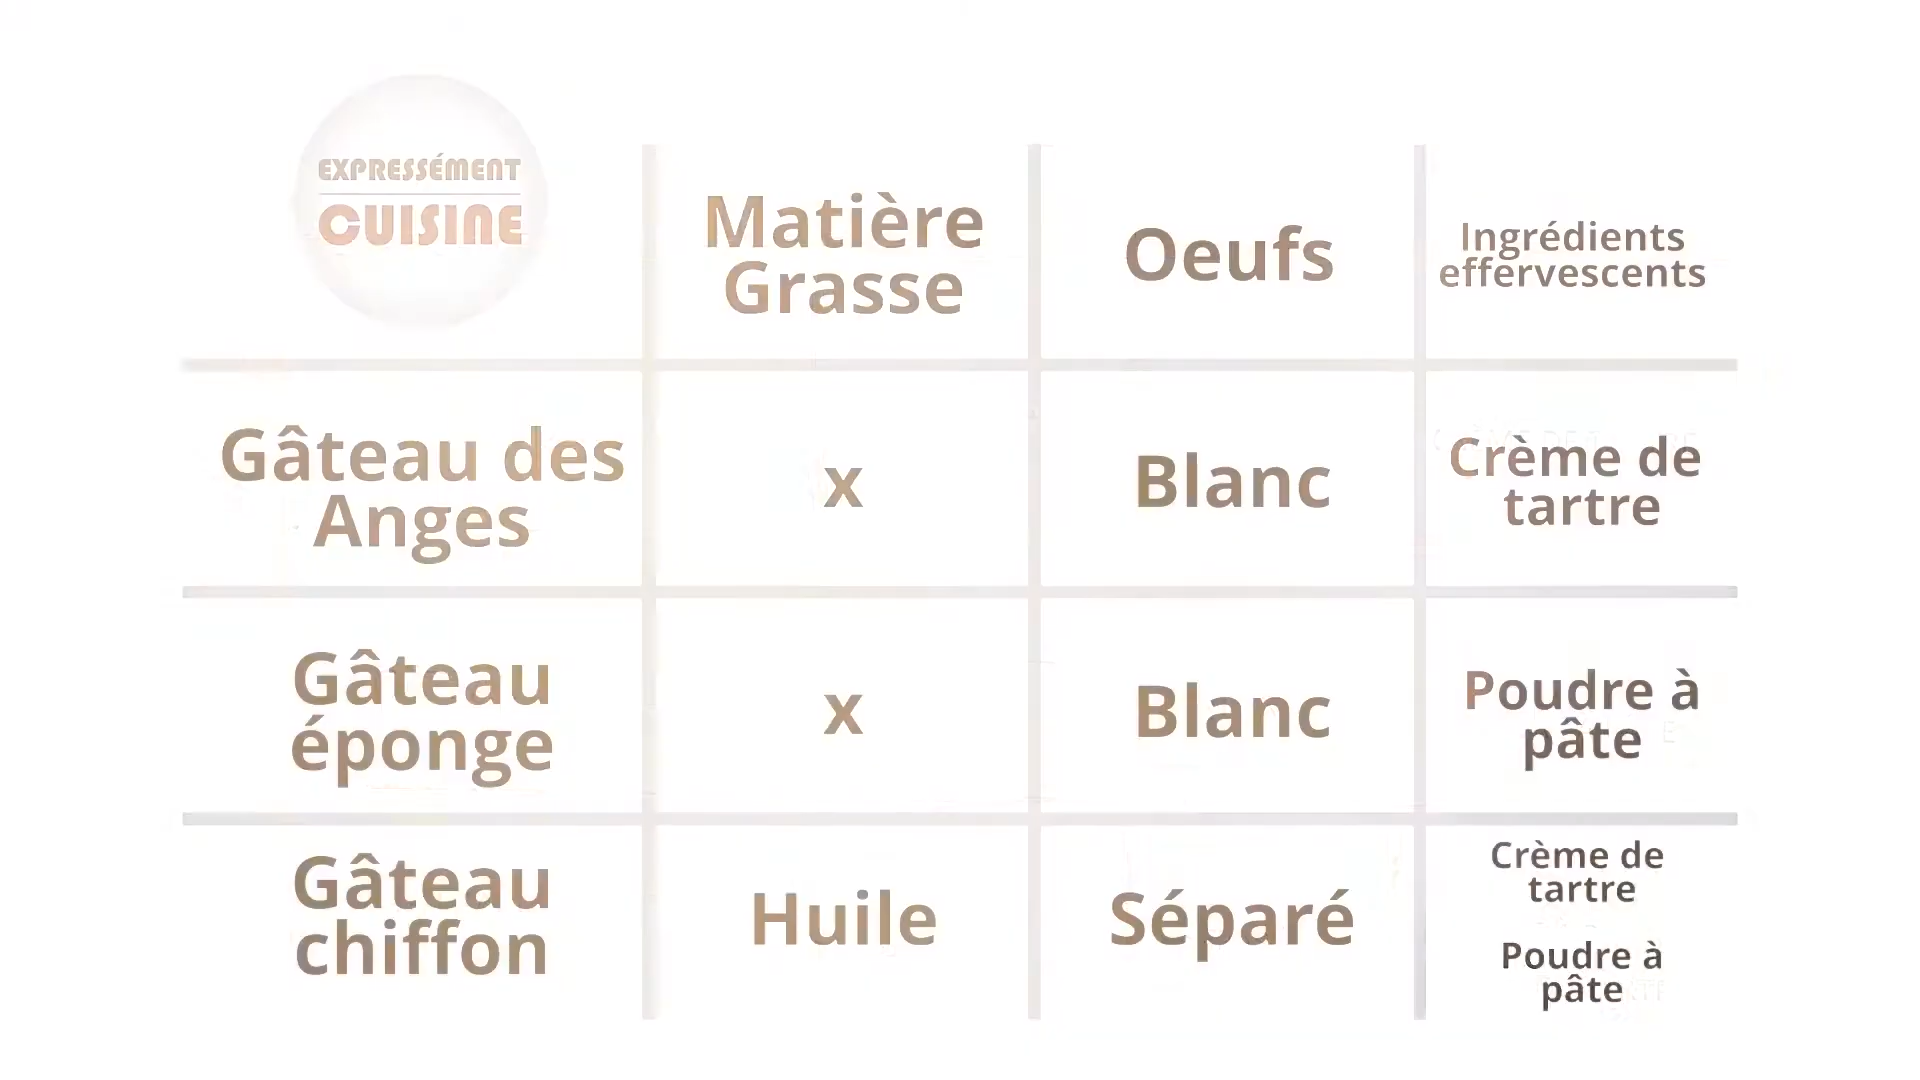 EXPRESSÉMENT
CUISINE
Matière
Grasse
Oeufs
Ingrédients
effervescents
Gâteau des
Anges
x
Blanc
Crème de
tartre
Gâteau
éponge
x
Blanc
Poudre à
pâte
Gâteau
chiffon
Huile
Séparé
Crème de
tartre
Poudre à
pâte